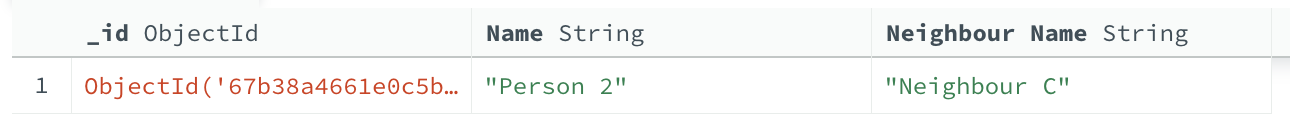 _id ObjectId Name String Neighbour Name String
1 ObjectId('67b38a4661e0c5b… "Person 2" "Neighbour C"